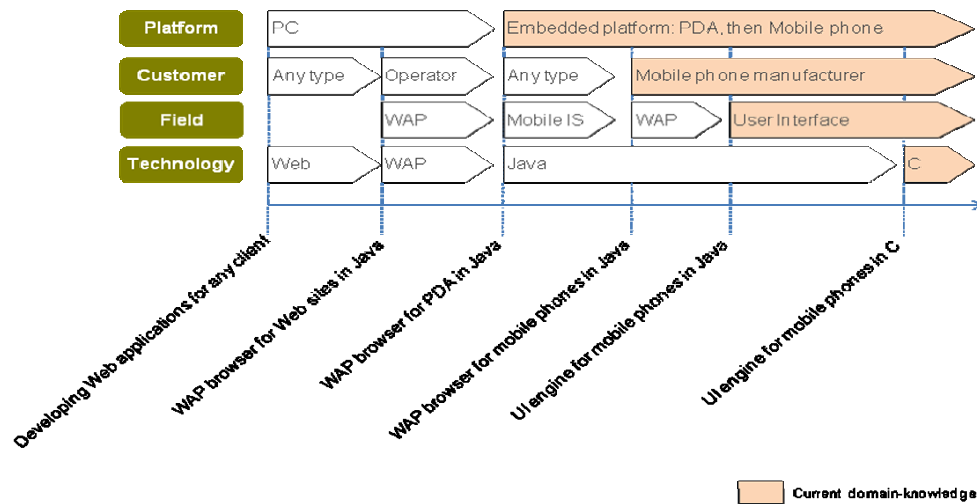 Platform
PC
Embedded platform: PDA, then Mobile phone
Customer
Any type
Operator
Any type
Mobile phone manufacturer
Field
WAP
Mobile IS
WAP
User Interface
Technology
Web
WAP
Java
C
Developing Web applications for any client
WAP browser for Web sites in Java
WAP browser for PDA in Java
WAP browser for mobile phones in Java
UI engine for mobile phones in Java
UI engine for mobile phones in C
Current domain-knowledge